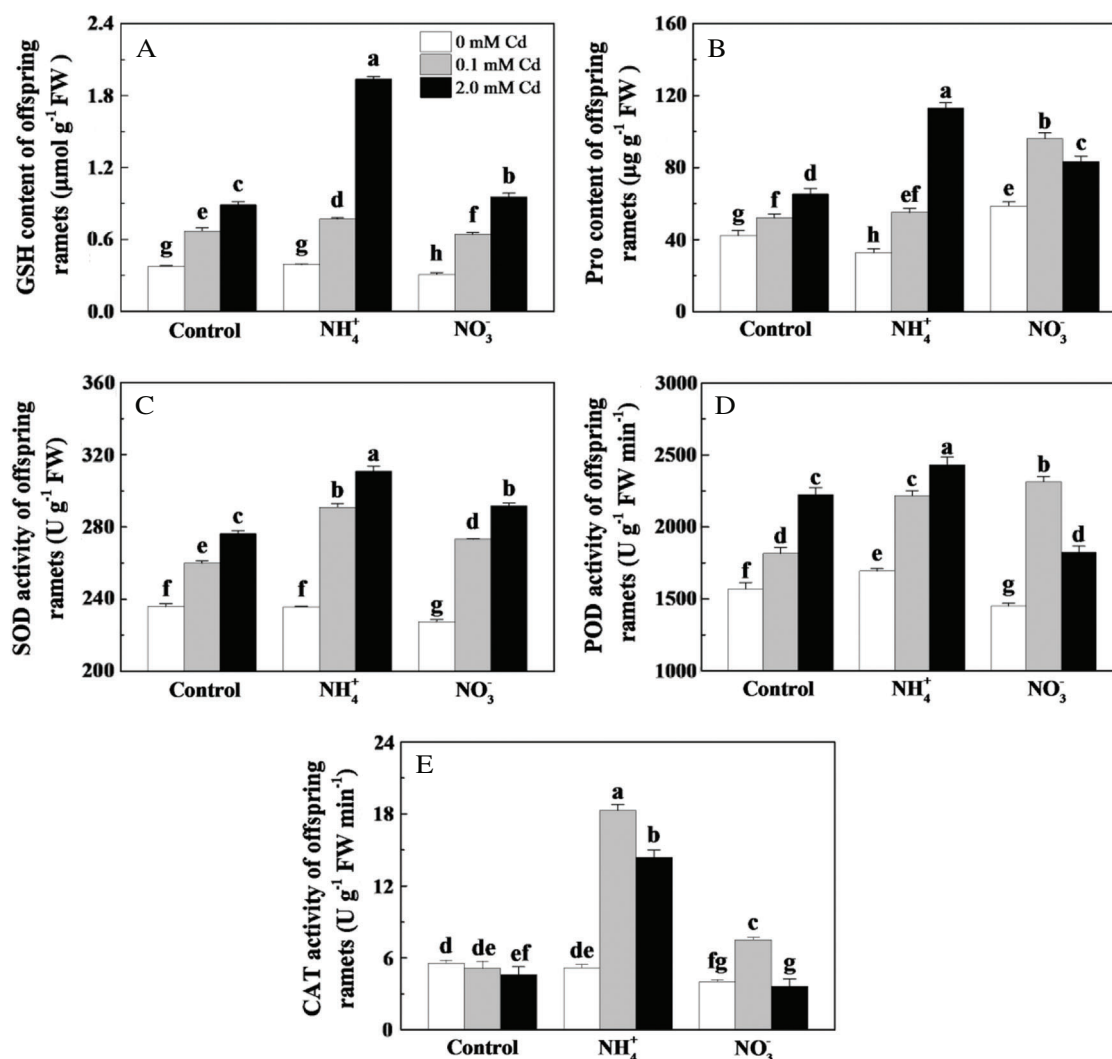 A
GSH content of offspring
ramets (μmol g⁻¹ FW)
2.4
1.8
1.2
0.6
0.0
0 mM Cd
0.1 mM Cd
2.0 mM Cd
g e c g d a h f b
Control NH₄⁺ NO₃⁻
B
Pro content of offspring
ramets (μg g⁻¹ FW)
160
120
80
40
0
g f d h ef a e b c
Control NH₄⁺ NO₃⁻
C
SOD activity of offspring
ramets (U g⁻¹ FW)
360
320
280
240
200
f e c f b a g d b
Control NH₄⁺ NO₃⁻
D
POD activity of offspring
ramets (U g⁻¹ FW min⁻¹)
3000
2500
2000
1500
1000
f d c e c a g b d
Control NH₄⁺ NO₃⁻
E
CAT activity of offspring
ramets (U g⁻¹ FW min⁻¹)
24
18
12
6
0
d de ef de a b fg c g
Control NH₄⁺ NO₃⁻